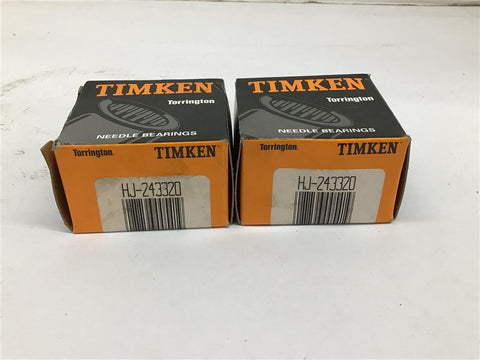 TIMKEN
Torrington
NEEDLE BEARINGS
Torrington. TIMKEN
HJ-243320
TIMKEN
Torrington
NEEDLE BEARINGS
Torrington. TIMKEN
HJ-243320